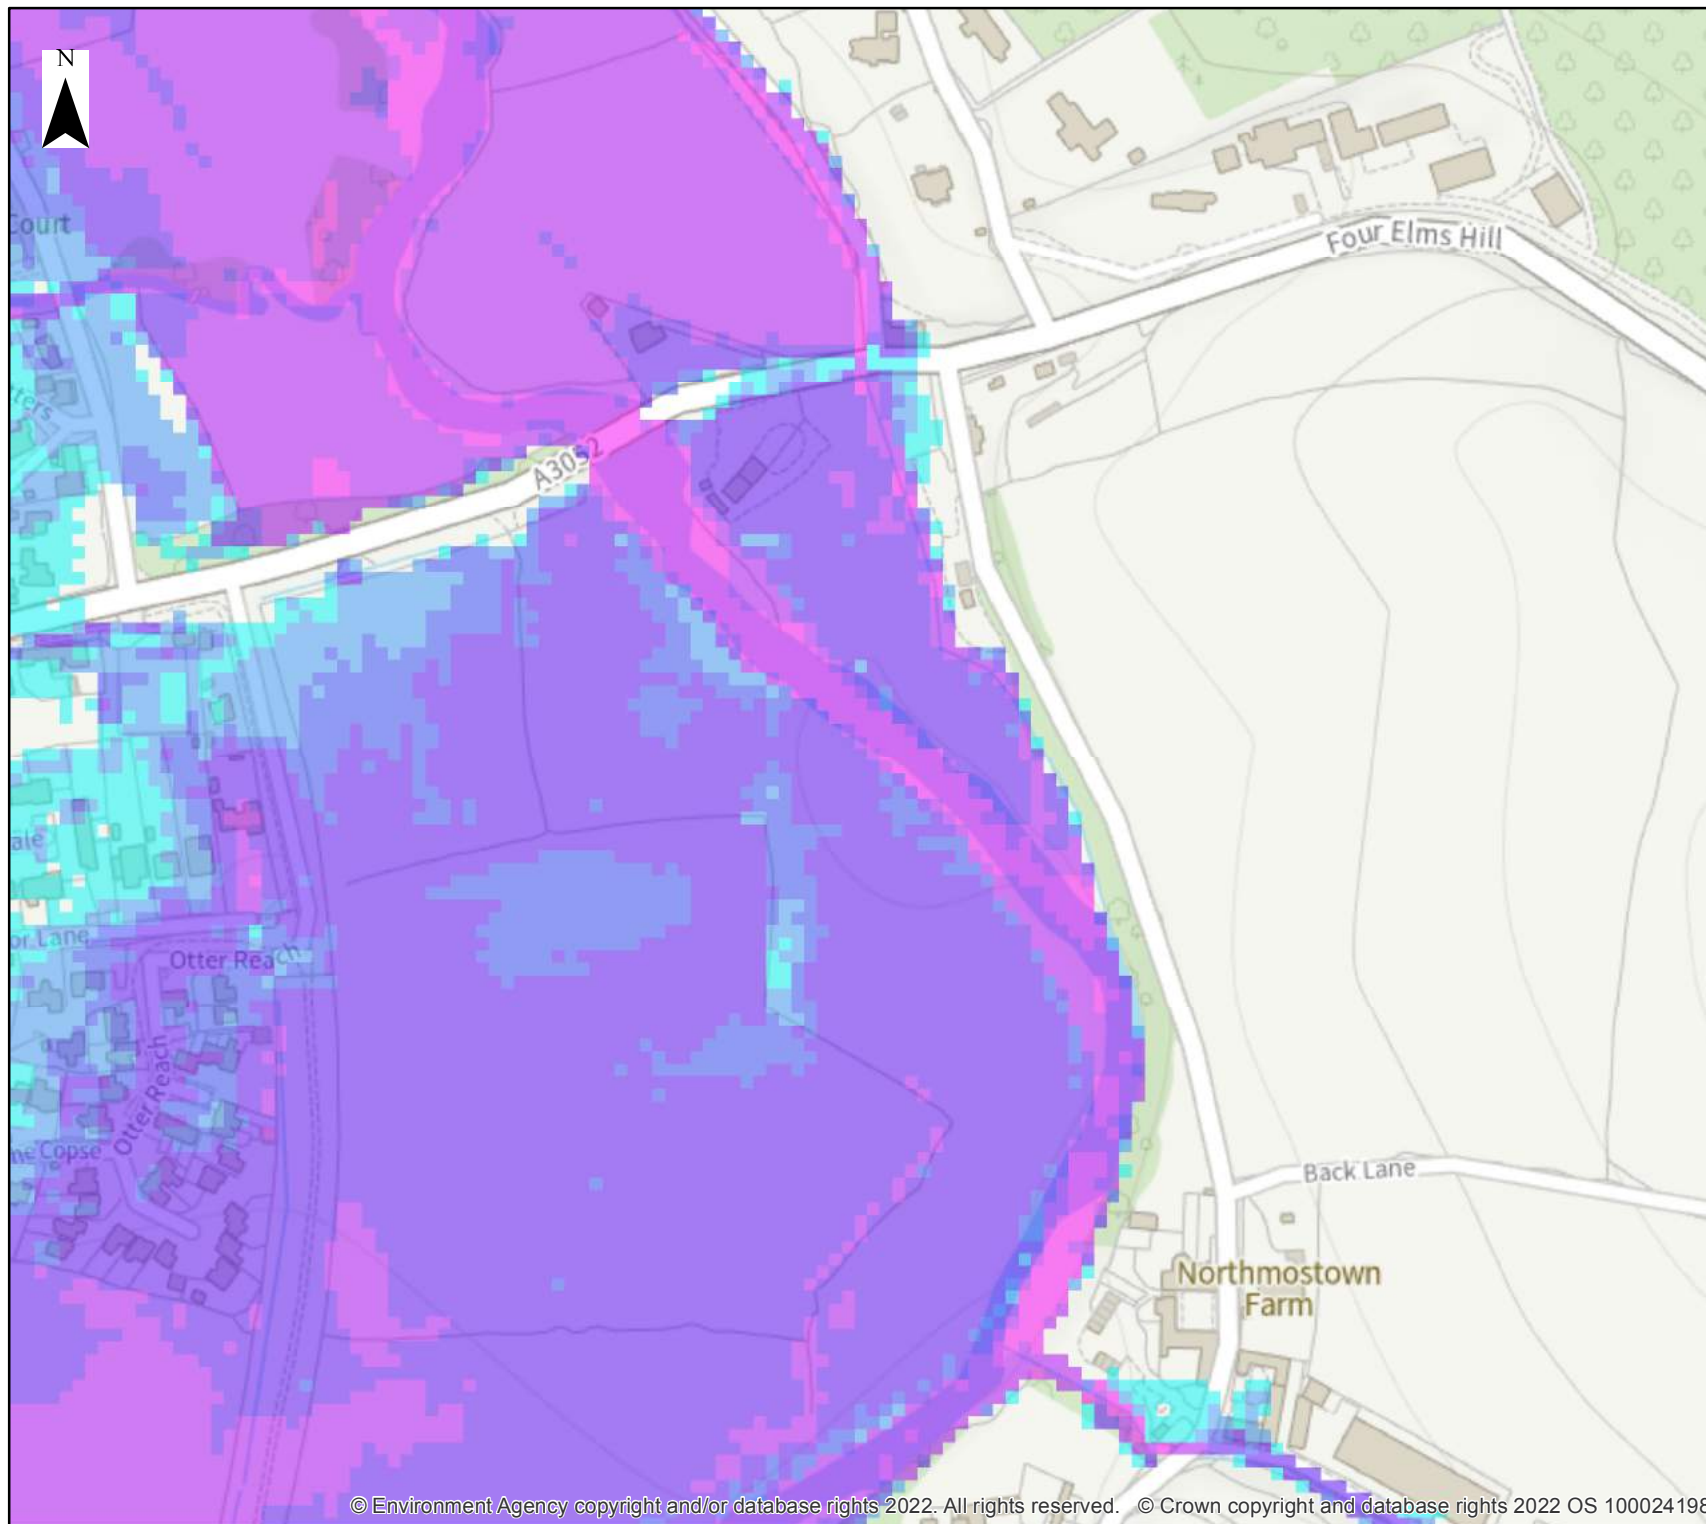 N
Court
Four Elms Hill
A3052
Otter Reach
Otter Reach
Back Lane
Northmostown
Farm
© Environment Agency copyright and/or database rights 2022. All rights reserved. © Crown copyright and database rights 2022 OS 100024198